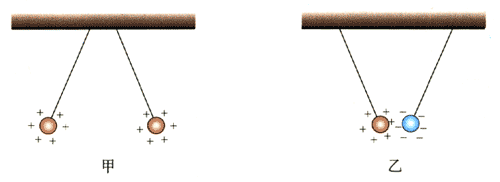 + + + + + + + + + + + +
+ + + + + + − − − − − −
甲 乙